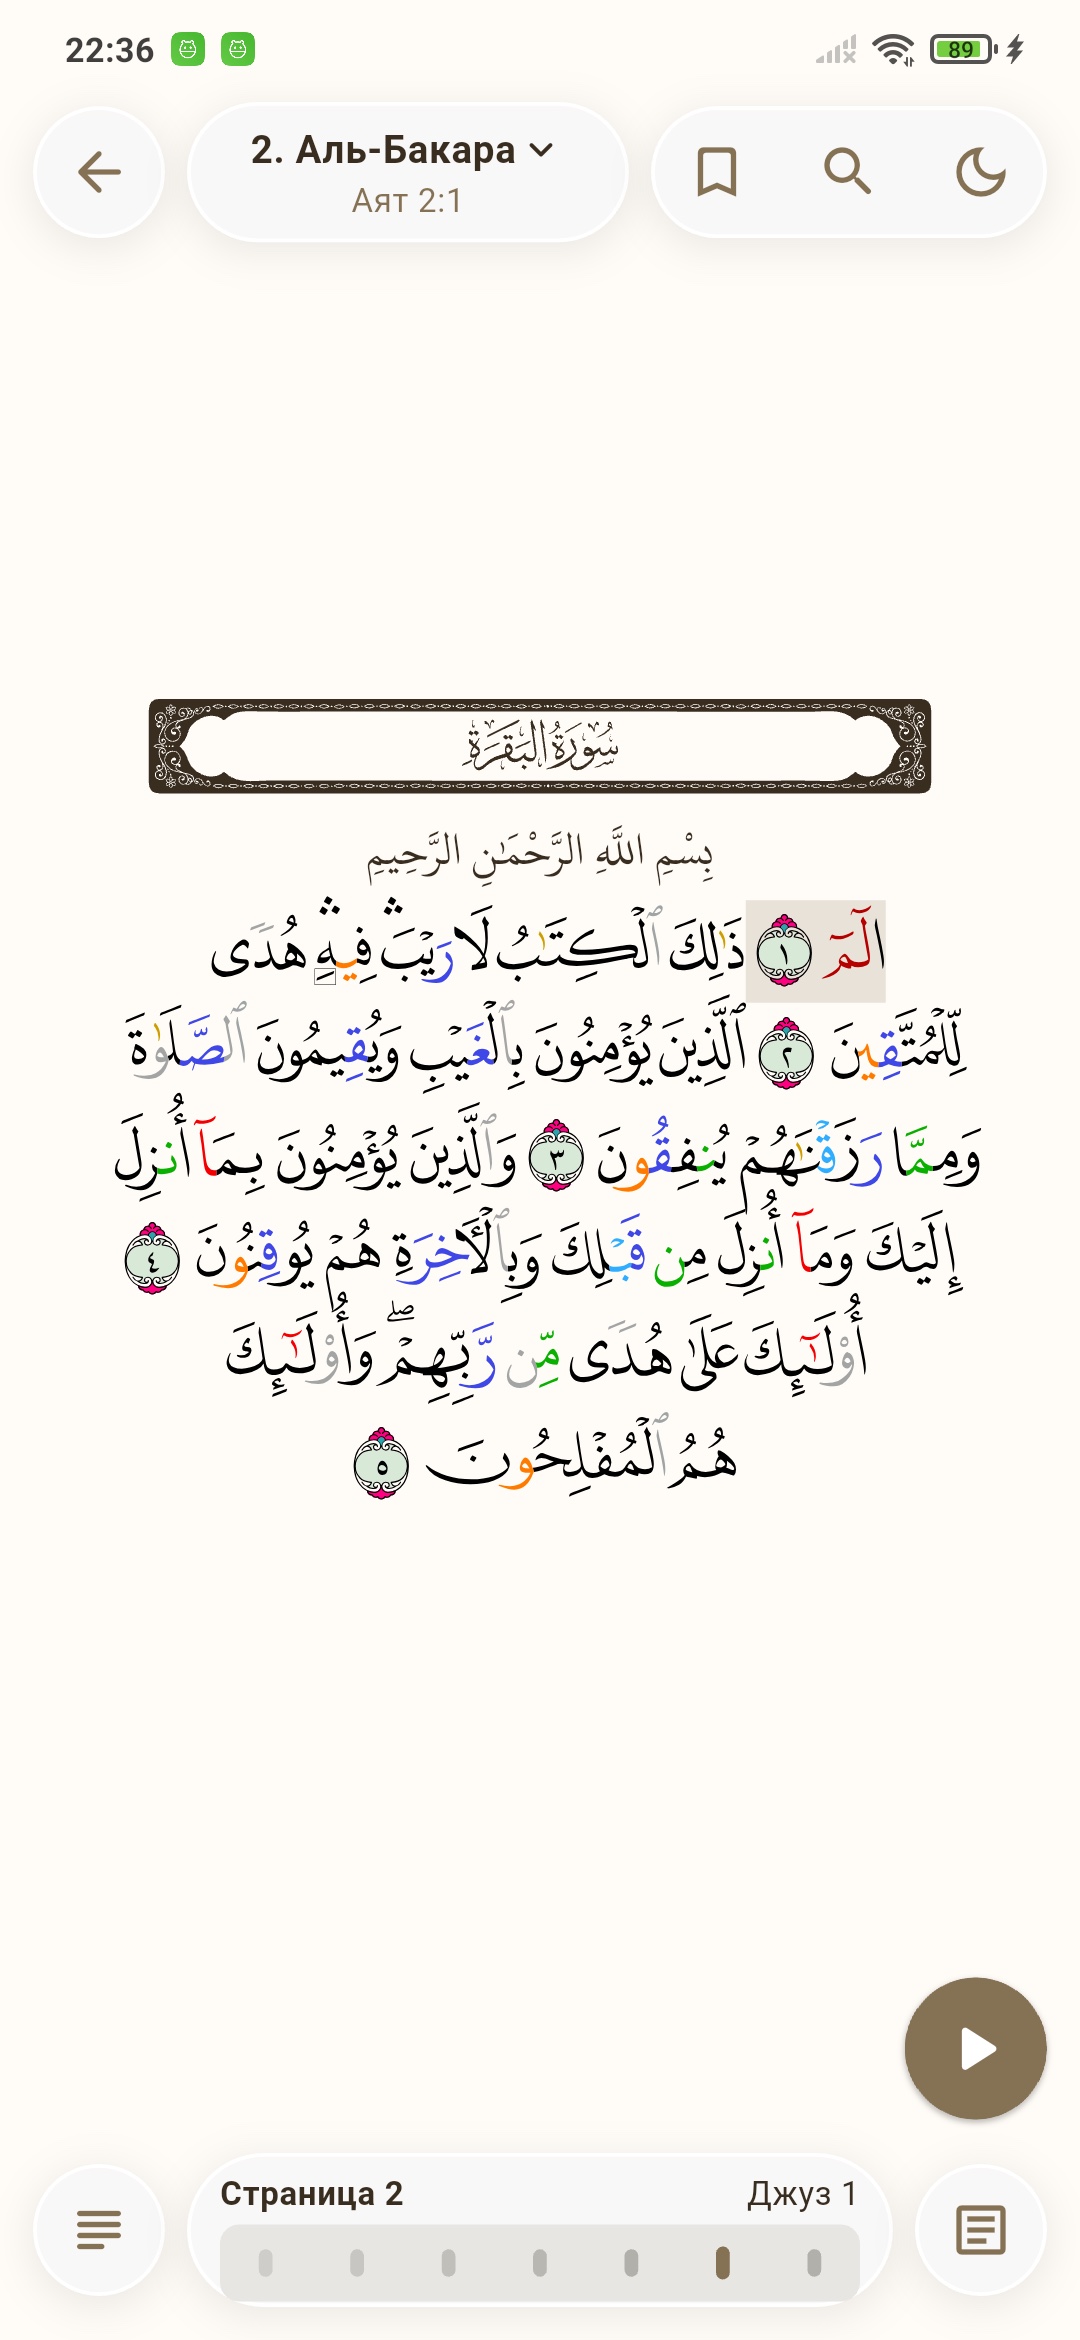 22:36
89
2. Аль-Бакара
Аят 2:1
سُورَةُ البَقَرَةِ
بِسْمِ اللَّهِ الرَّحْمَٰنِ الرَّحِيمِ
الٓمٓ ١ ذَٰلِكَ ٱلْكِتَٰبُ لَا رَيْبَ ۛ فِيهِ ۛ هُدًى
لِّلْمُتَّقِينَ ٢ ٱلَّذِينَ يُؤْمِنُونَ بِٱلْغَيْبِ وَيُقِيمُونَ ٱلصَّلَوٰةَ
وَمِمَّا رَزَقْنَٰهُمْ يُنفِقُونَ ٣ وَٱلَّذِينَ يُؤْمِنُونَ بِمَآ أُنزِلَ
إِلَيْكَ وَمَآ أُنزِلَ مِن قَبْلِكَ وَبِٱلْأَخِرَةِ هُمْ يُوقِنُونَ ٤
أُو۟لَٰٓئِكَ عَلَىٰ هُدًى مِّن رَّبِّهِمْ ۖ وَأُو۟لَٰٓئِكَ
هُمُ ٱلْمُفْلِحُونَ ٥
Страница 2
Джуз 1